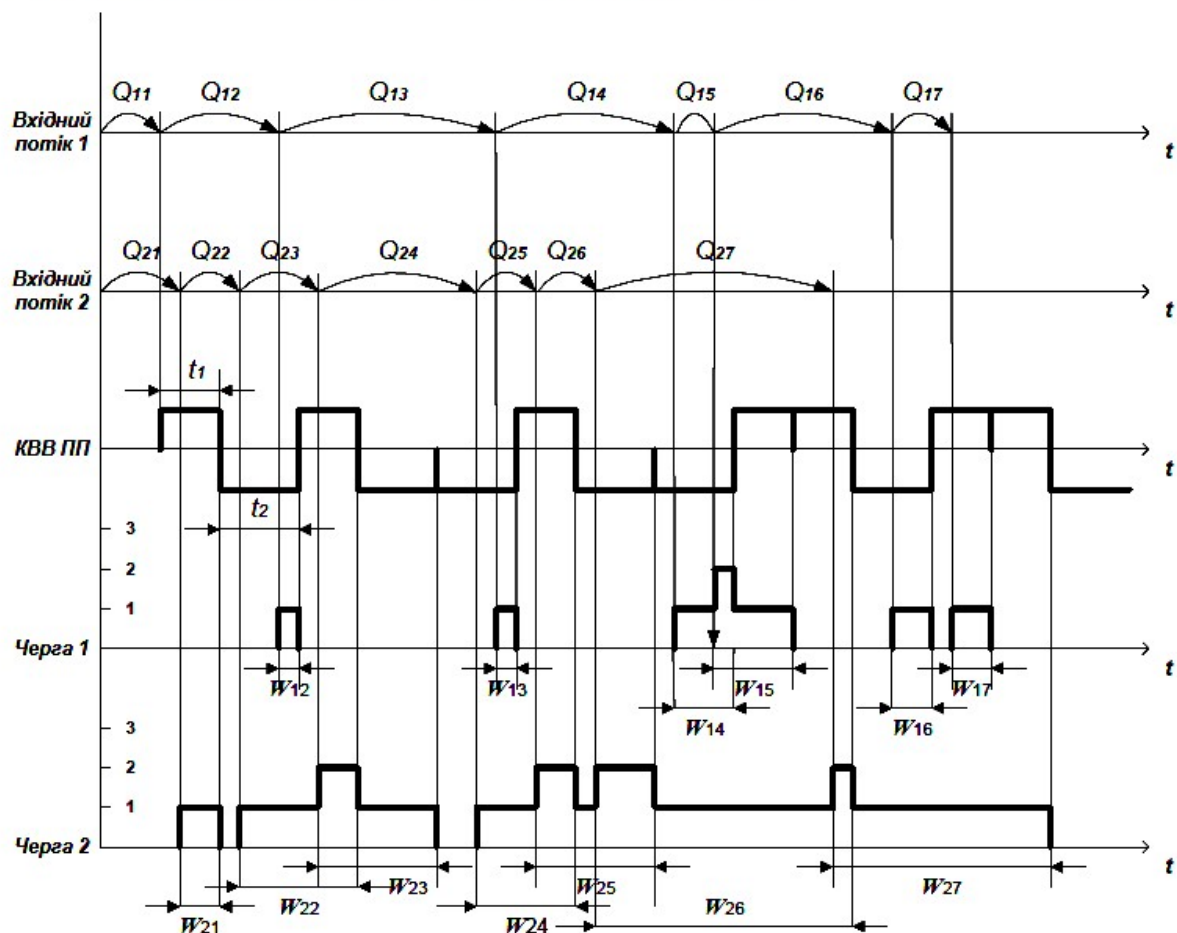 Q11 Q12 Q13 Q14 Q15 Q16 Q17
Вхідний
потік 1
t
Q21 Q22 Q23 Q24 Q25 Q26 Q27
Вхідний
потік 2
t
t1
КВВ ПП
t
t2
3
2
1
Черга 1
t
W12 W13 W15 W17
W14 W16
3
2
1
Черга 2
t
W23 W25 W27
W22 W26
W21 W24